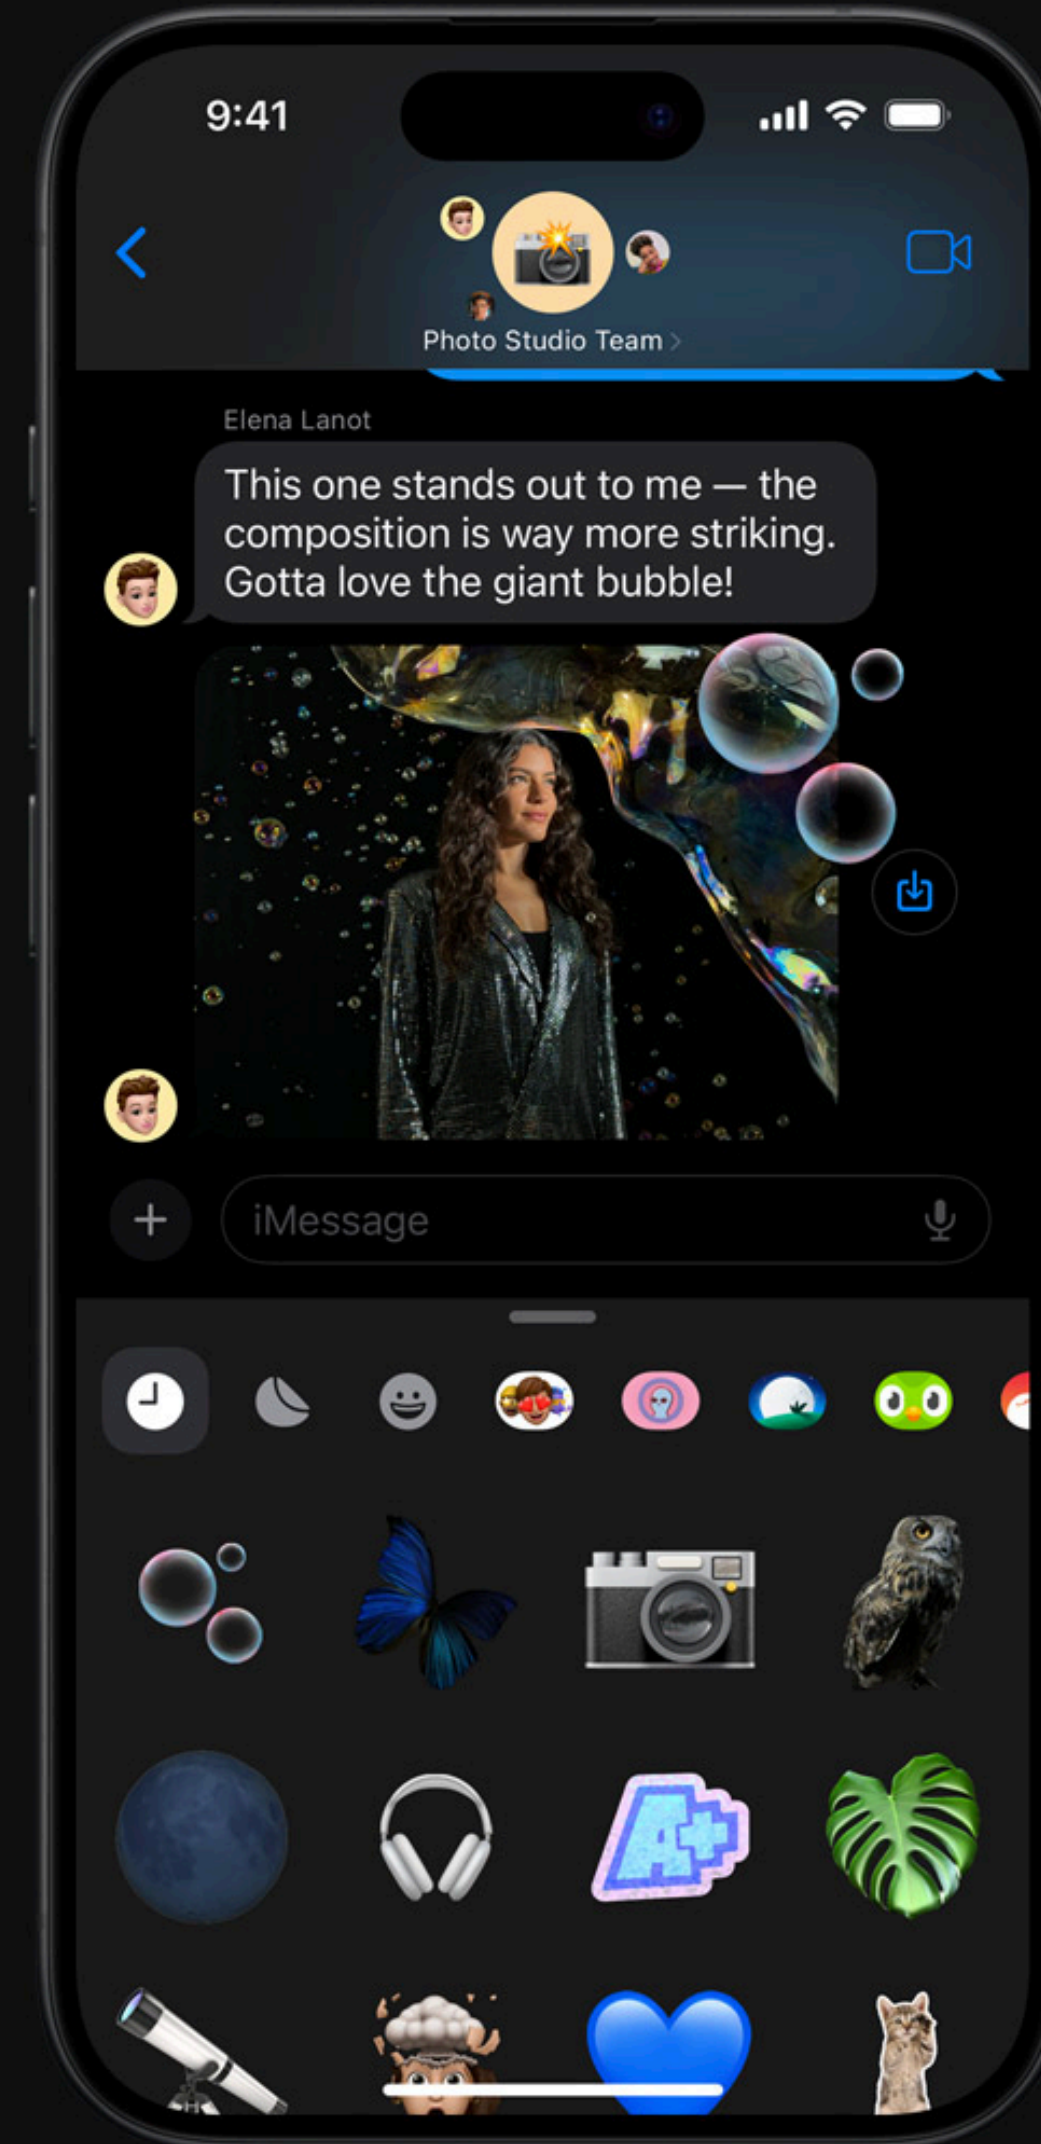 9:41
Photo Studio Team
Elena Lanot
This one stands out to me — the
composition is way more striking.
Gotta love the giant bubble!
iMessage
A+